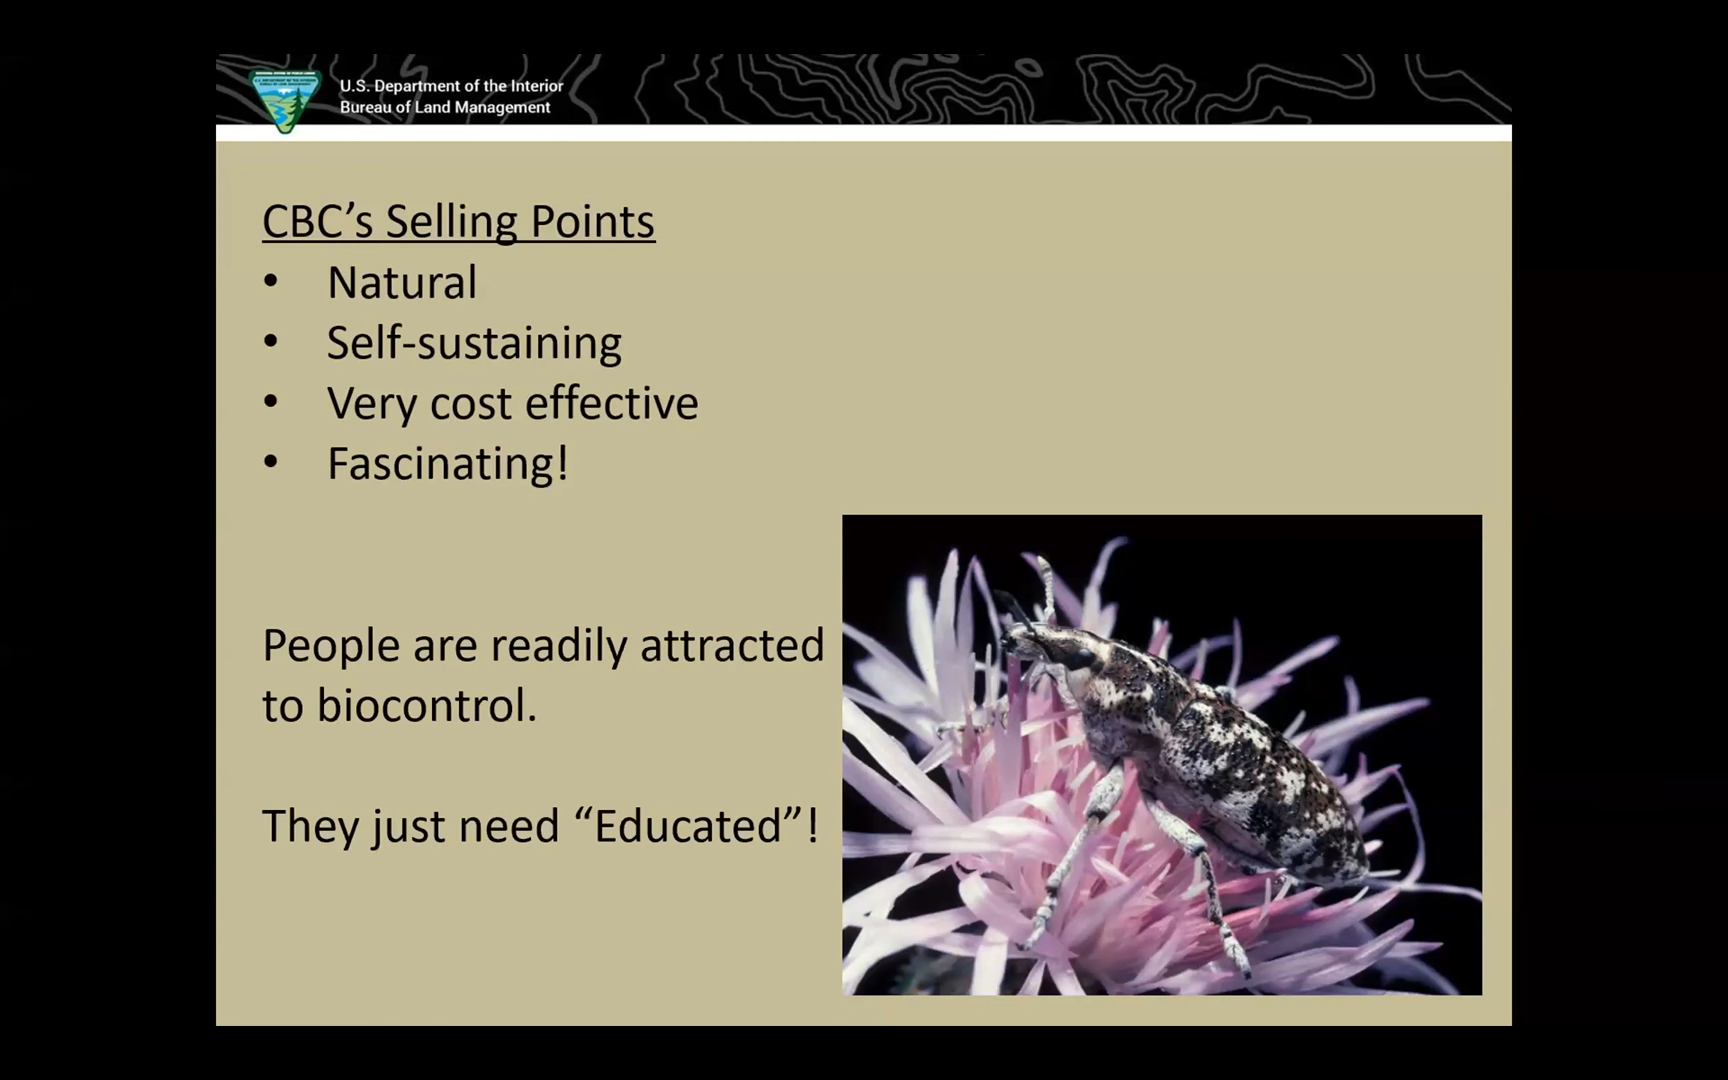 U.S. Department of the Interior
Bureau of Land Management
CBC’s Selling Points
• Natural
• Self-sustaining
• Very cost effective
• Fascinating!
People are readily attracted
to biocontrol.
They just need “Educated”!